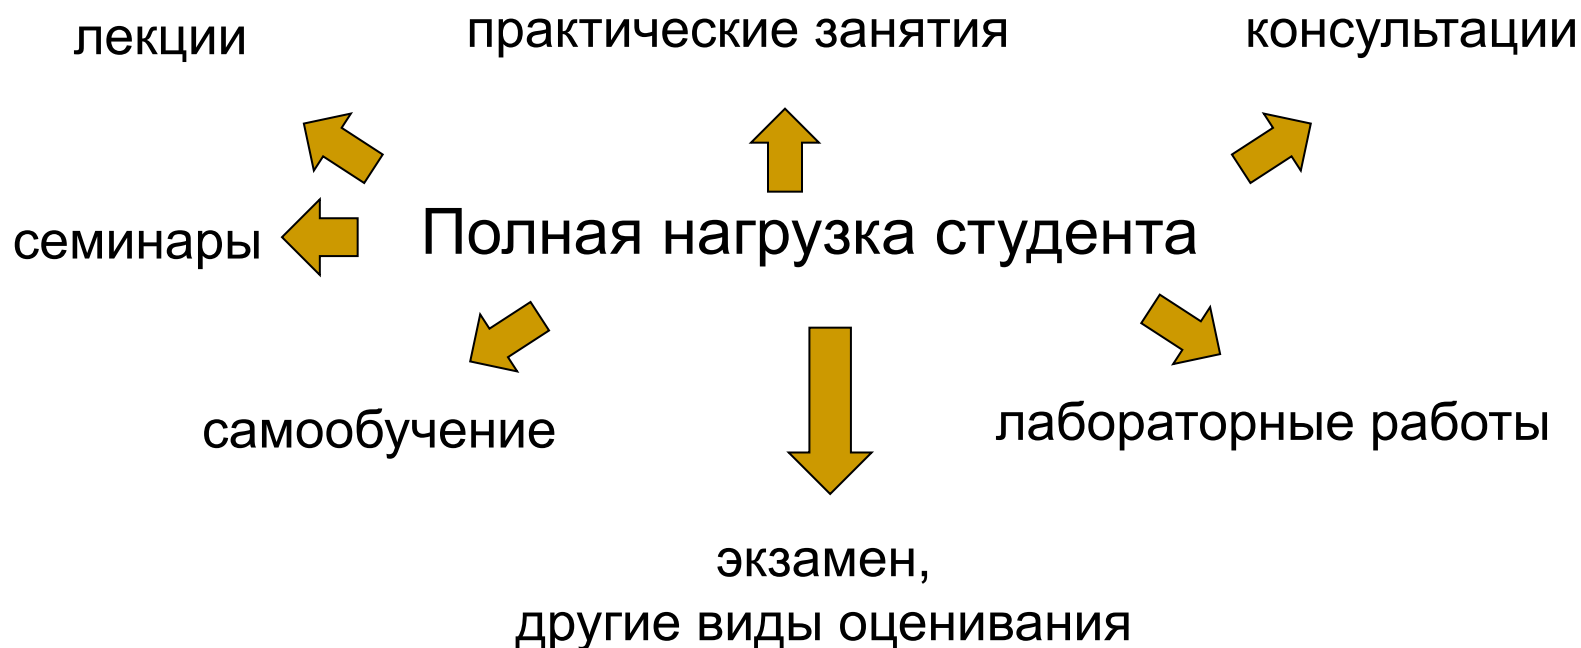 лекции
практические занятия
консультации
семинары
Полная нагрузка студента
самообучение
лабораторные работы
экзамен,
другие виды оценивания